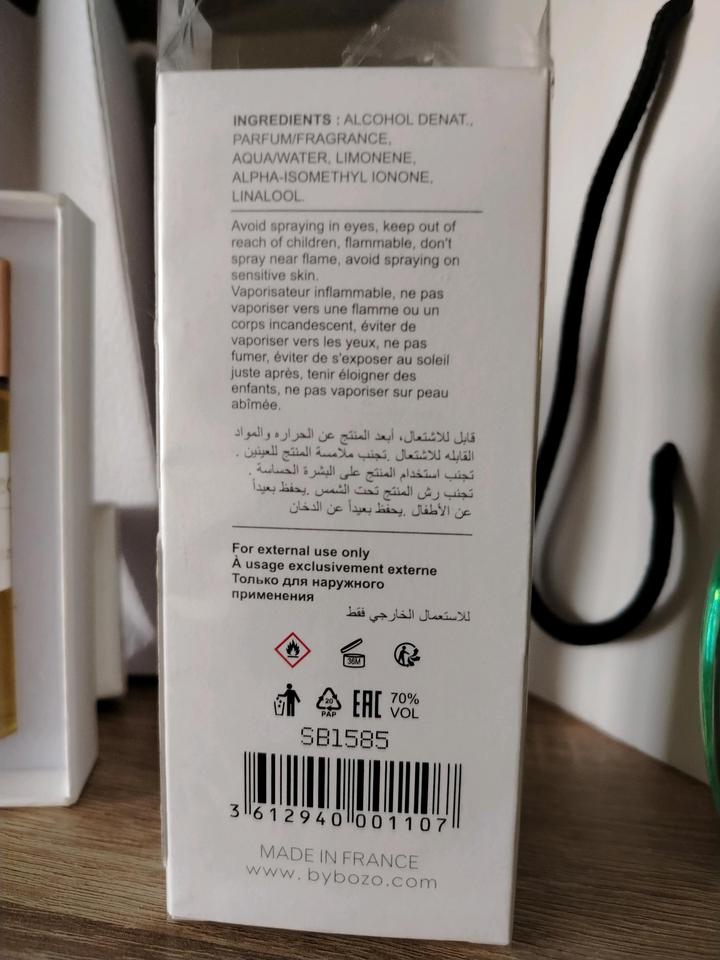 INGREDIENTS : ALCOHOL DENAT.,
PARFUM/FRAGRANCE,
AQUA/WATER, LIMONENE,
ALPHA-ISOMETHYL IONONE,
LINALOOL.
Avoid spraying in eyes, keep out of
reach of children, flammable, don't
spray near flame, avoid spraying on
sensitive skin.
Vaporisateur inflammable, ne pas
vaporiser vers une flamme ou un
corps incandescent, éviter de
vaporiser vers les yeux, ne pas
fumer, éviter de s'exposer au soleil
juste après, tenir éloigner des
enfants, ne pas vaporiser sur peau
abîmée.
قابل للاشتعال، أبعد المنتج عن الحراره والمواد
القابله للاشتعال .تجنب ملامسة المنتج للعينين .
تجنب استخدام المنتج على البشرة الحساسة .
تجنب رش المنتج تحت الشمس .يحفظ بعيداً
عن الأطفال .يحفظ بعيداً عن الدخان
For external use only
À usage exclusivement externe
Только для наружного
применения
للاستعمال الخارجي فقط
36M
20
PAP
EAC
70%
VOL
SB1585
3 612940 001107
MADE IN FRANCE
www.bybozo.com